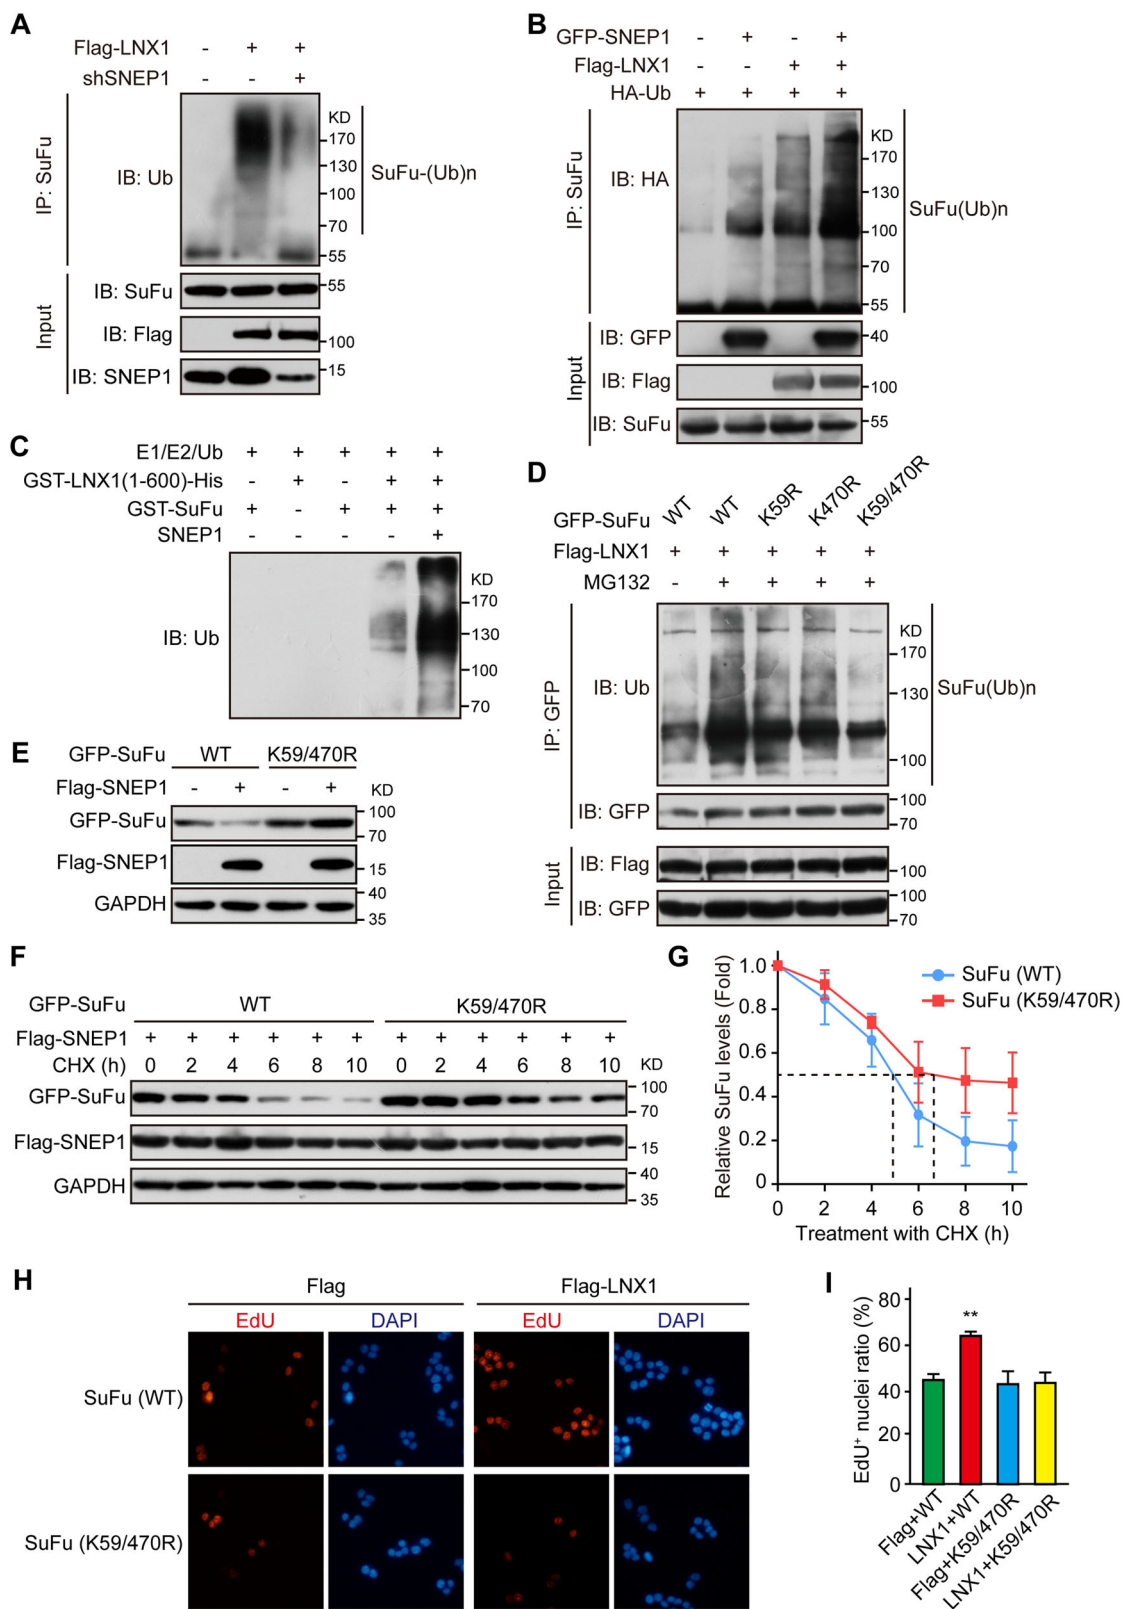 A
Flag-LNX1 - + +
shSNEP1 - - +
IP: SuFu
IB: Ub
KD
170
130
100
70
55
SuFu-(Ub)n
Input
IB: SuFu
55
IB: Flag
100
IB: SNEP1
15
B
GFP-SNEP1 - + - +
Flag-LNX1 - - + +
HA-Ub + + + +
IP: SuFu
IB: HA
KD
170
130
100
70
55
SuFu(Ub)n
Input
IB: GFP
40
IB: Flag
100
IB: SuFu
55
C
E1/E2/Ub + + + + +
GST-LNX1(1-600)-His - + - + +
GST-SuFu + - + + +
SNEP1 - - - - +
IB: Ub
KD
170
130
100
70
D
GFP-SuFu WT WT K59R K470R K59/470R
Flag-LNX1 + + + + +
MG132 - + + + +
IP: GFP
IB: Ub
KD
170
130
100
SuFu(Ub)n
IB: GFP
100
70
Input
IB: Flag
100
IB: GFP
100
70
E
GFP-SuFu WT K59/470R
Flag-SNEP1 - + - + KD
GFP-SuFu
100
70
Flag-SNEP1
15
GAPDH
40
35
F
GFP-SuFu WT K59/470R
Flag-SNEP1 + + + + + + + + + + + +
CHX (h) 0 2 4 6 8 10 0 2 4 6 8 10 KD
GFP-SuFu
100
70
Flag-SNEP1
15
GAPDH
40
35
G
Relative SuFu levels (Fold)
1.0
0.8
0.6
0.4
0.2
0
0 2 4 6 8 10
Treatment with CHX (h)
SuFu (WT)
SuFu (K59/470R)
H
Flag Flag-LNX1
EdU DAPI EdU DAPI
SuFu (WT)
SuFu (K59/470R)
I
EdU+ nuclei ratio (%)
80
60
40
20
0
**
Flag+WT
LNX1+WT
Flag+K59/470R
LNX1+K59/470R